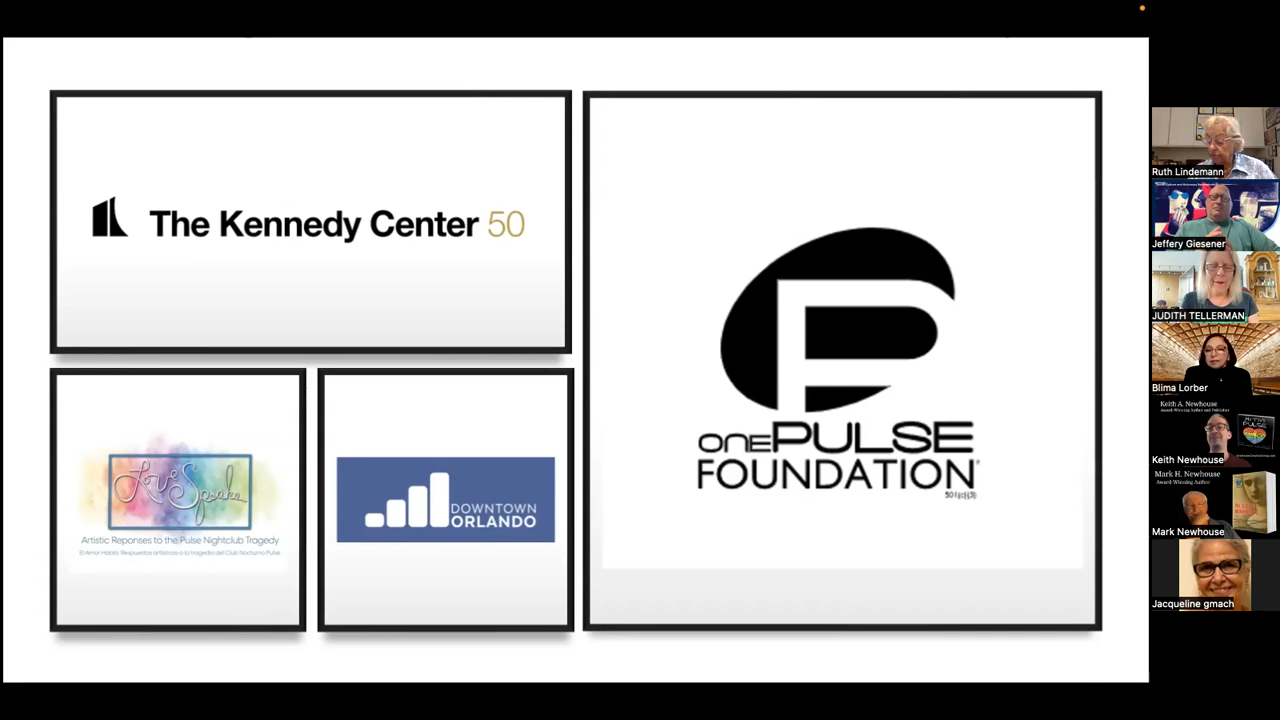 The Kennedy Center 50
Love Speaks
Artistic Reponses to the Pulse Nightclub Tragedy
El Amor Habla: Respuestas artísticas a la tragedia del Club Nocturno Pulse
DOWNTOWN
ORLANDO
onePULSE
FOUNDATION®
501(c)(3)
Ruth Lindemann
Jeffery Giesener
JUDITH TELLERMAN
Blima Lorber
Keith A. Newhouse
Award-Winning Author and Publisher
Keith Newhouse
Mark H. Newhouse
Award-Winning Author
Mark Newhouse
Jacqueline gmach